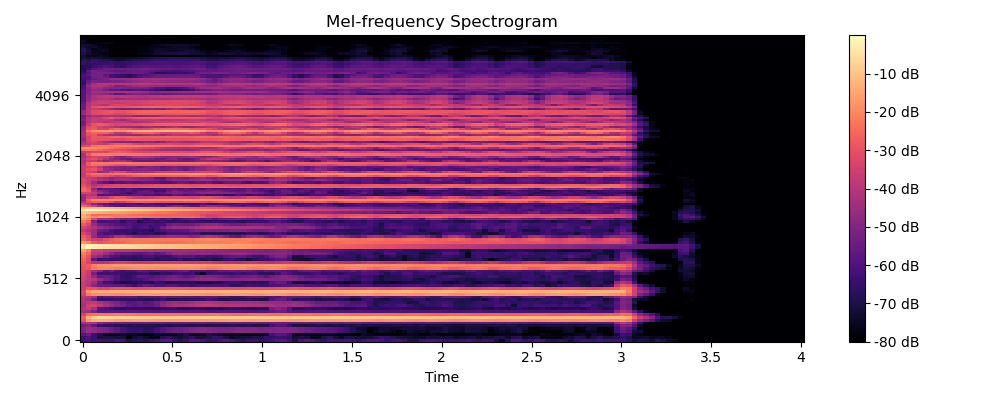 Mel-frequency Spectrogram
Hz
4096
2048
1024
512
0
0 0.5 1 1.5 2 2.5 3 3.5 4
Time
-10 dB
-20 dB
-30 dB
-40 dB
-50 dB
-60 dB
-70 dB
-80 dB